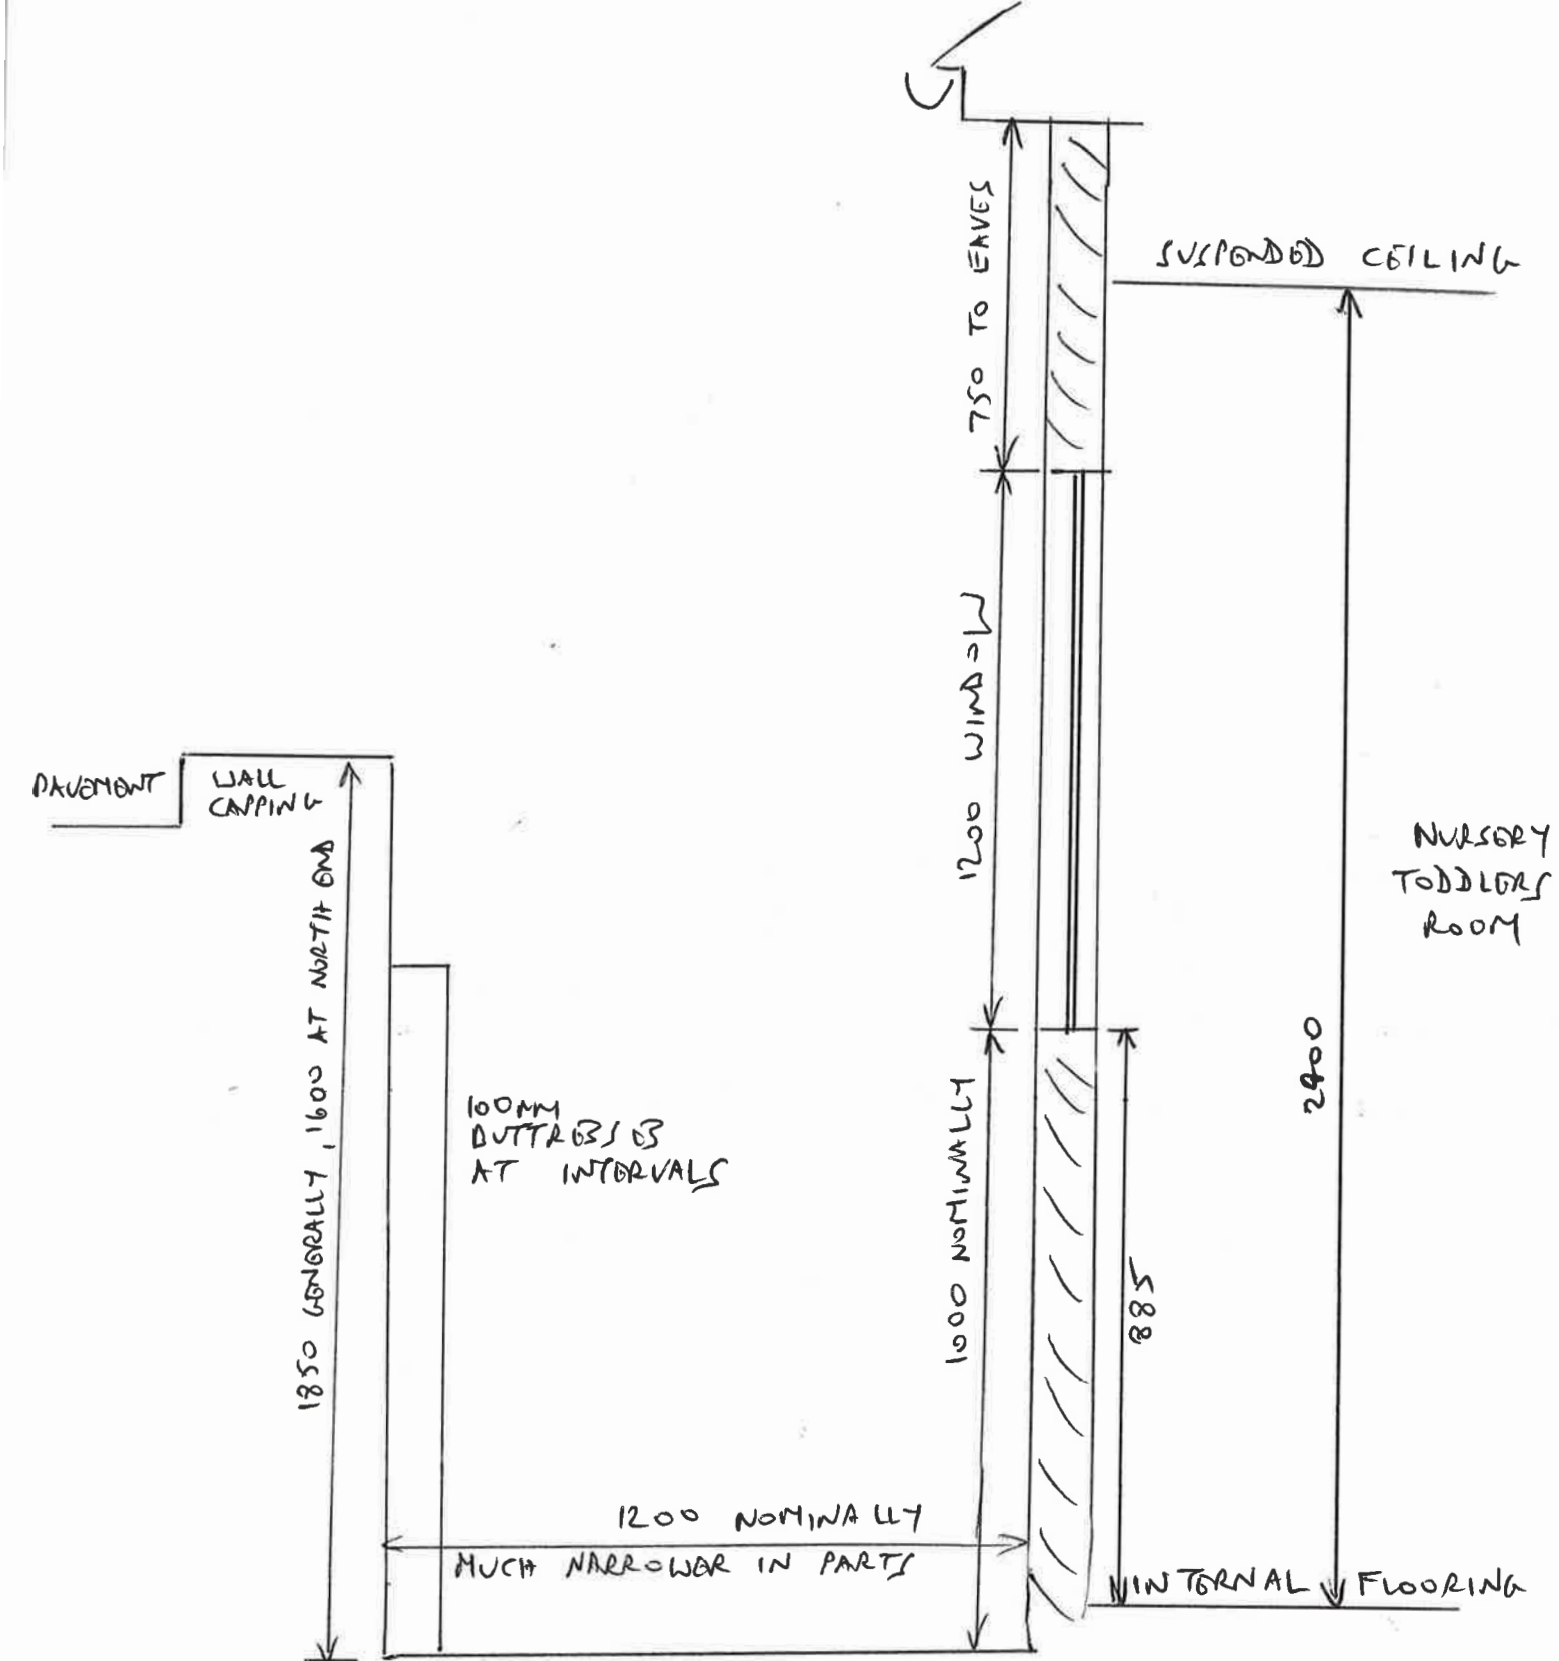 750 TO EAVES
SUSPENDED CEILING
1200 WINDOW
PAVEMENT
WALL
CAPPING
NURSERY
TODDLERS
ROOM
1850 GENERALLY, 1600 AT NORTH END
100MM
BUTTRESSES
AT INTERVALS
2400
1000 NOMINALLY
885
1200 NOMINALLY
MUCH NARROWER IN PARTS
INTERNAL FLOORING